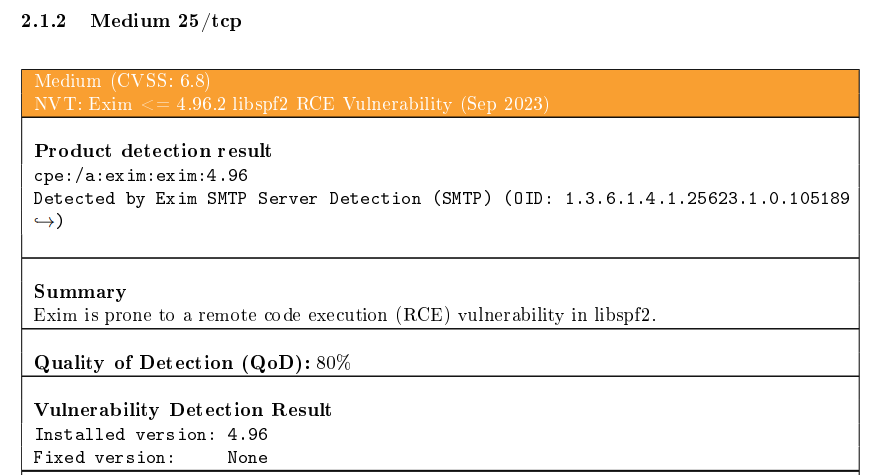 2.1.2 Medium 25/tcp
Medium (CVSS: 6.8)
NVT: Exim <= 4.96.2 libspf2 RCE Vulnerability (Sep 2023)
Product detection result
cpe:/a:exim:exim:4.96
Detected by Exim SMTP Server Detection (SMTP) (OID: 1.3.6.1.4.1.25623.1.0.105189
↪)
Summary
Exim is prone to a remote code execution (RCE) vulnerability in libspf2.
Quality of Detection (QoD): 80%
Vulnerability Detection Result
Installed version: 4.96
Fixed version: None